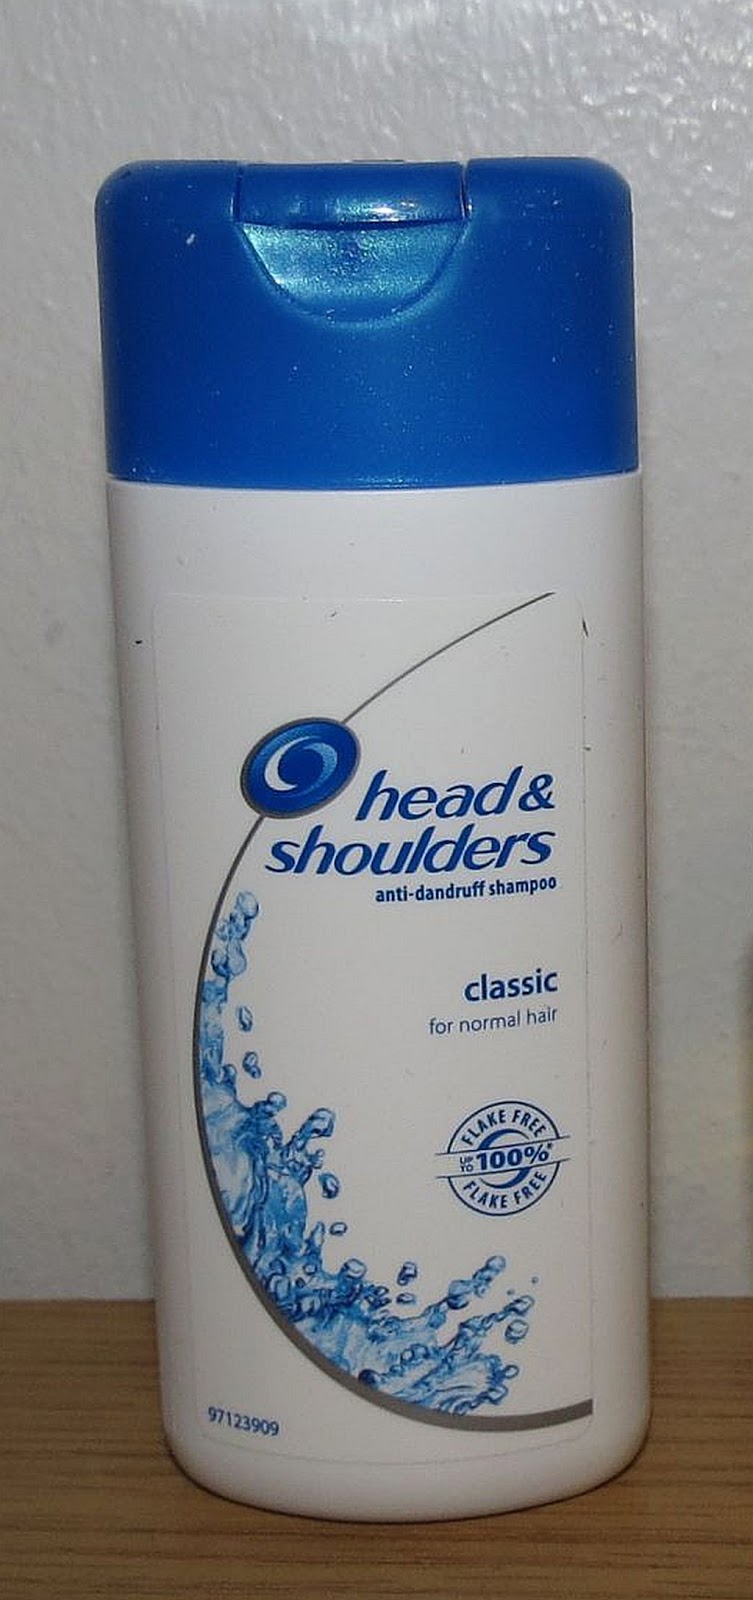 head &
shoulders
anti-dandruff shampoo
classic
for normal hair
FLAKE FREE
UP TO 100%*
FLAKE FREE
97123909